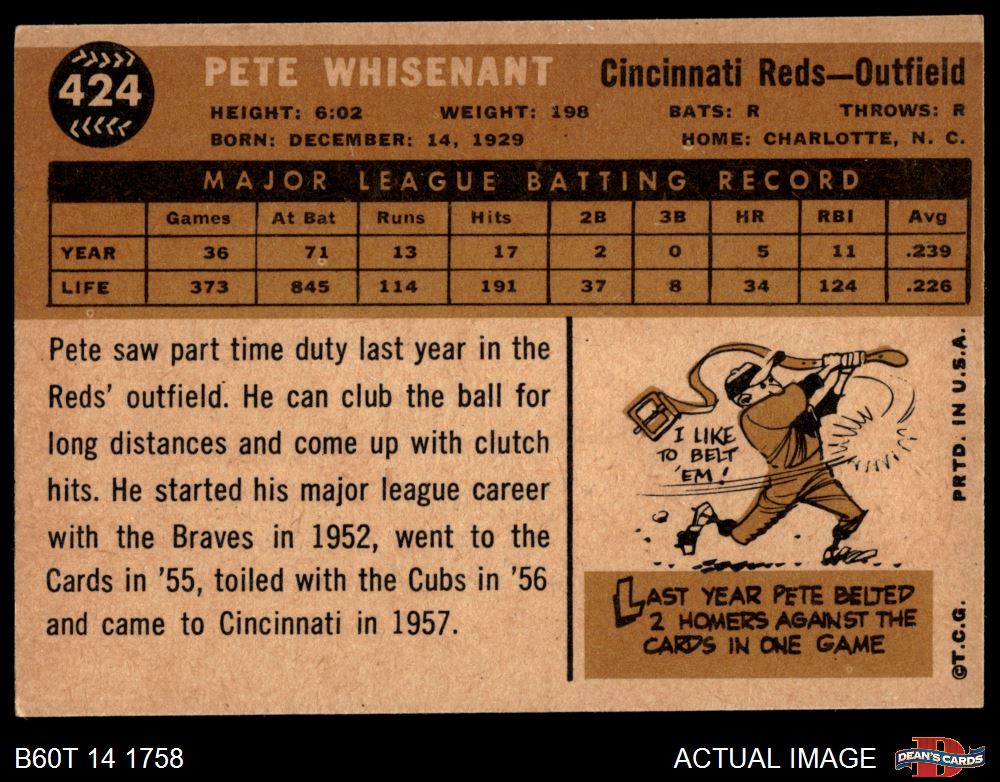 424
PETE WHISENANT Cincinnati Reds—Outfield
HEIGHT: 6:02 WEIGHT: 198 BATS: R THROWS: R
BORN: DECEMBER: 14, 1929 HOME: CHARLOTTE, N. C.
MAJOR LEAGUE BATTING RECORD
Games At Bat Runs Hits 2B 3B HR RBI Avg
YEAR 36 71 13 17 2 0 5 11 .239
LIFE 373 845 114 191 37 8 34 124 .226
Pete saw part time duty last year in the
Reds' outfield. He can club the ball for
long distances and come up with clutch
hits. He started his major league career
with the Braves in 1952, went to the
Cards in '55, toiled with the Cubs in '56
and came to Cincinnati in 1957.
I LIKE
TO BELT
'EM!
LAST YEAR PETE BELTED
2 HOMERS AGAINST THE
CARDS IN ONE GAME
©T.C.G. PRTD. IN U.S.A.
B60T 14 1758 ACTUAL IMAGE
D
DEAN'S CARDS